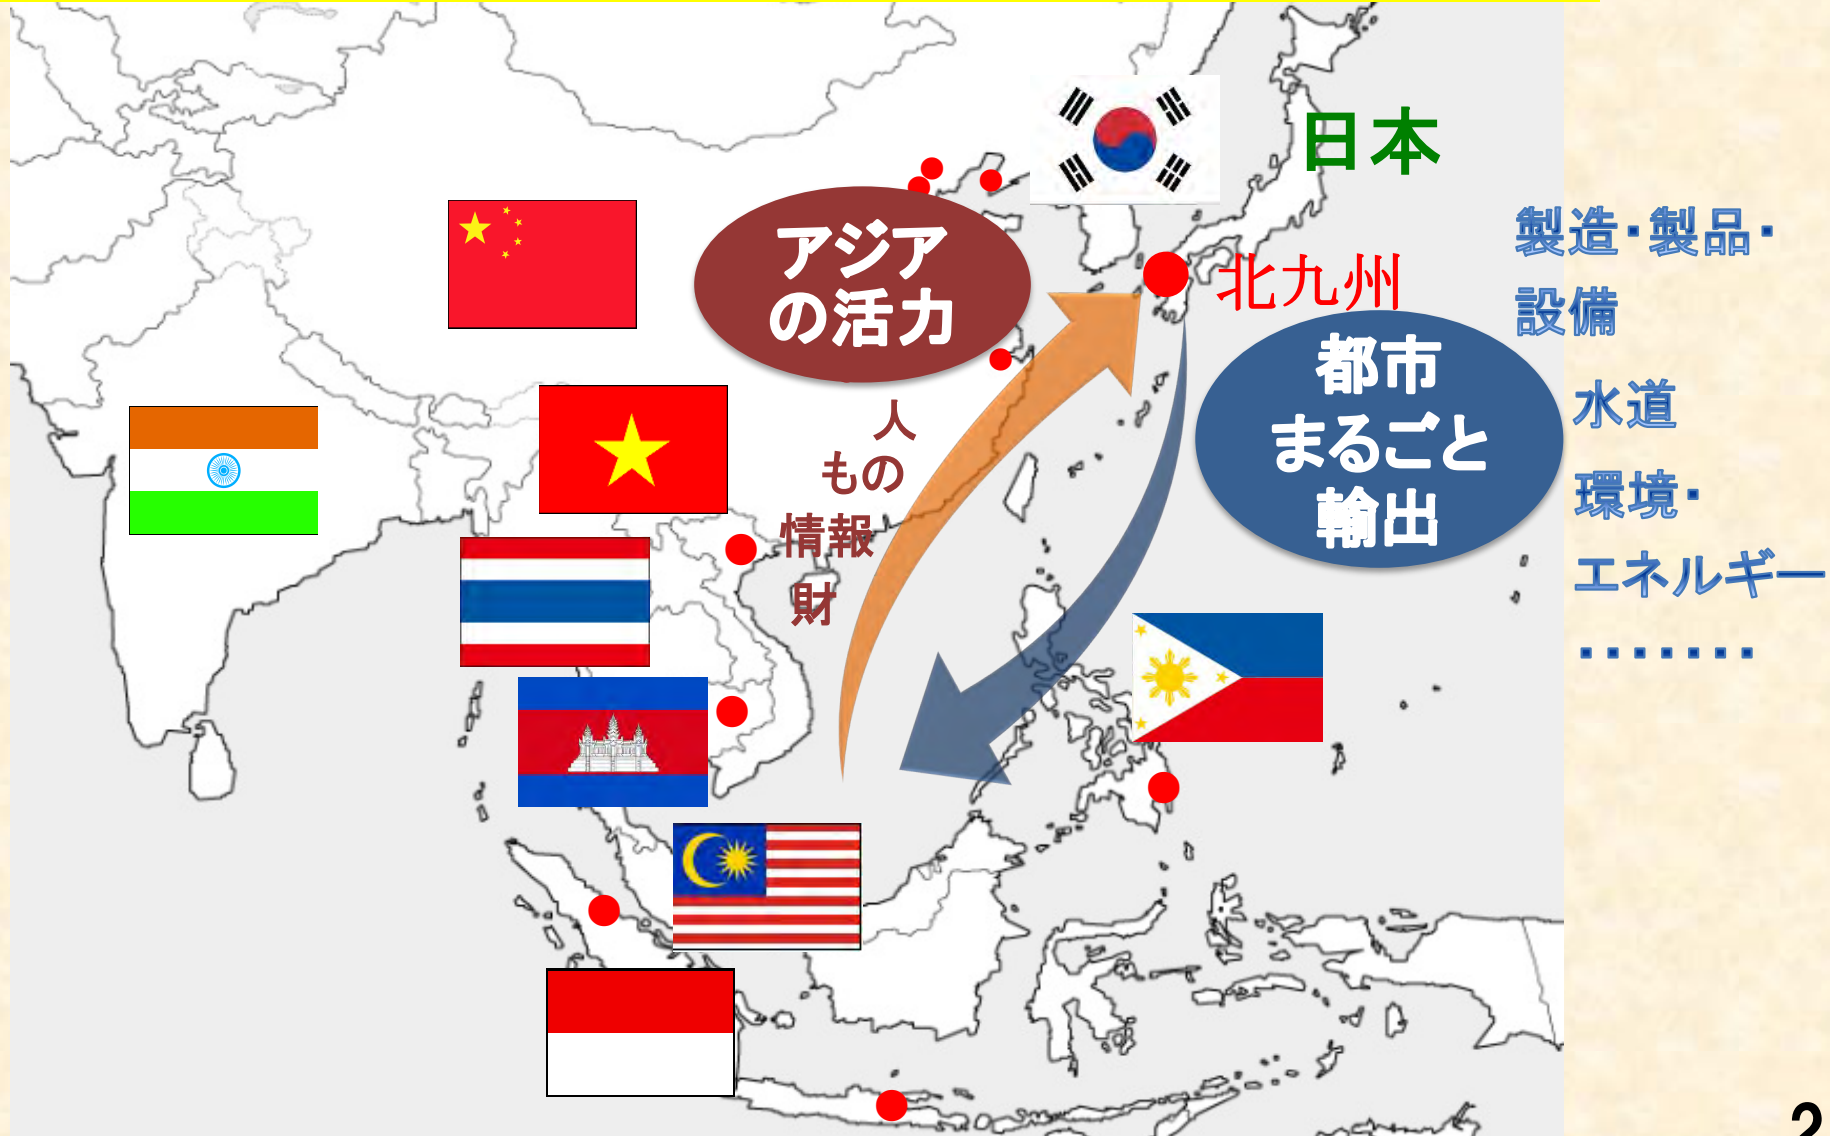 日本
アジア
の活力
北九州
人
もの
情報
財
都市
まるごと
輸出
製造・製品・
設備
水道
環境・
エネルギー
・・・・・・・
2